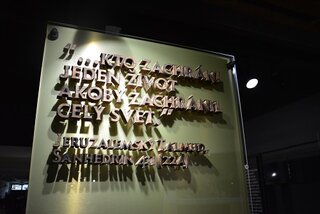 "...KTO ZACHRÁNI
JEDEN ŽIVOT
AKOBY ZACHRÁNIL
CELÝ SVET."
JERUZALEMSKÝ TALMUD,
SANHEDRIN